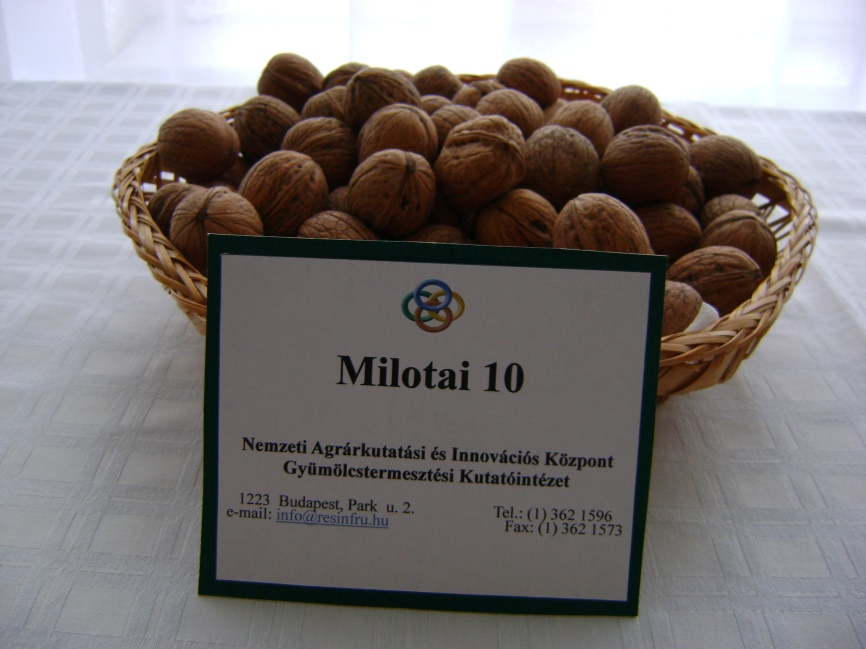 Milotai 10
Nemzeti Agrárkutatási és Innovációs Központ
Gyümölcstermesztési Kutatóintézet
1223 Budapest, Park u. 2.
e-mail: info@resinfru.hu
Tel.: (1) 362 1596
Fax: (1) 362 1573